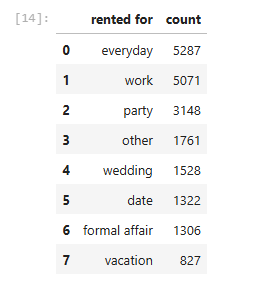 [14]:
rented for count
0 everyday 5287
1 work 5071
2 party 3148
3 other 1761
4 wedding 1528
5 date 1322
6 formal affair 1306
7 vacation 827